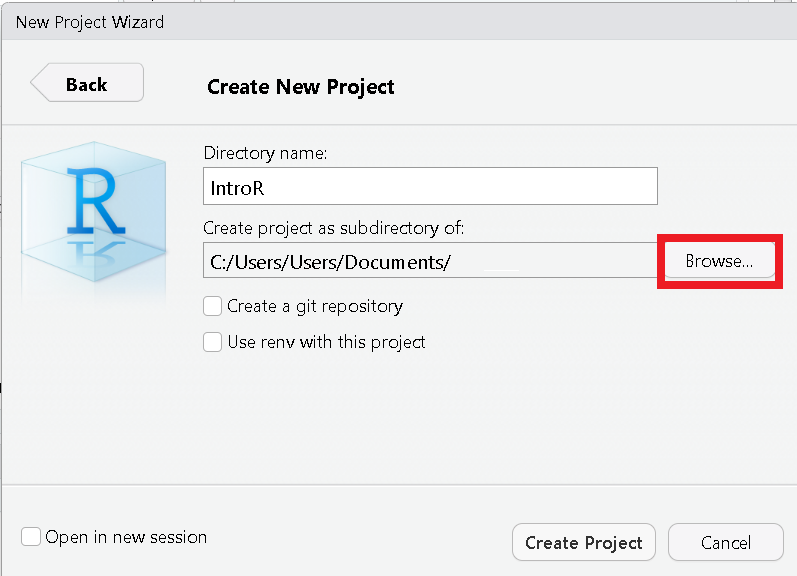 New Project Wizard
Back
Create New Project
R
Directory name:
IntroR
Create project as subdirectory of:
C:/Users/Users/Documents/
Browse...
Create a git repository
Use renv with this project
Open in new session
Create Project
Cancel